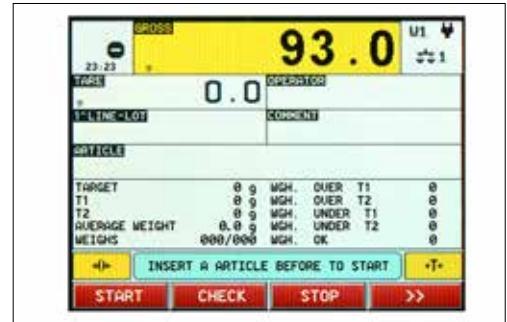 GROSS 93.0 U1
23:23 1
TARE 0.0 OPERATOR
1^LINE-LOT COMMENT
ARTICLE
TARGET 0 g WGH. OVER T1 0
T1 0 g WGH. OVER T2 0
T2 0 g WGH. UNDER T1 0
AVERAGE WEIGHT 0.0 g WGH. UNDER T2 0
WEIGHS 000/000 WGH. OK 0
INSERT A ARTICLE BEFORE TO START T
START CHECK STOP >>